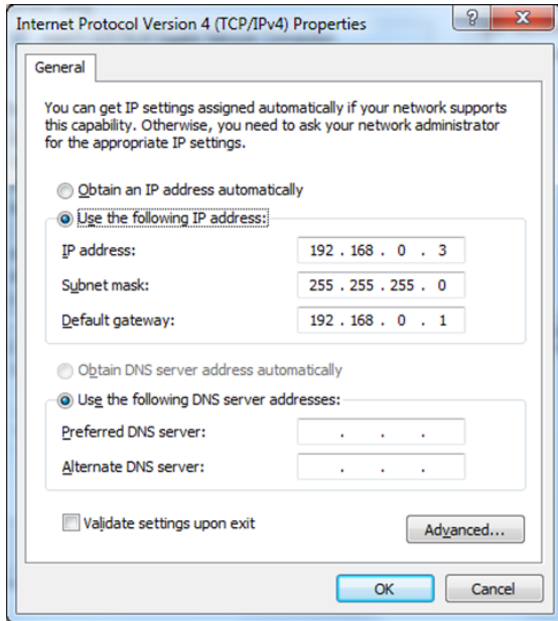 Internet Protocol Version 4 (TCP/IPv4) Properties
General
You can get IP settings assigned automatically if your network supports
this capability. Otherwise, you need to ask your network administrator
for the appropriate IP settings.
Obtain an IP address automatically
Use the following IP address:
IP address: 192 . 168 . 0 . 3
Subnet mask: 255 . 255 . 255 . 0
Default gateway: 192 . 168 . 0 . 1
Obtain DNS server address automatically
Use the following DNS server addresses:
Preferred DNS server: . . .
Alternate DNS server: . . .
Validate settings upon exit
Advanced...
OK Cancel